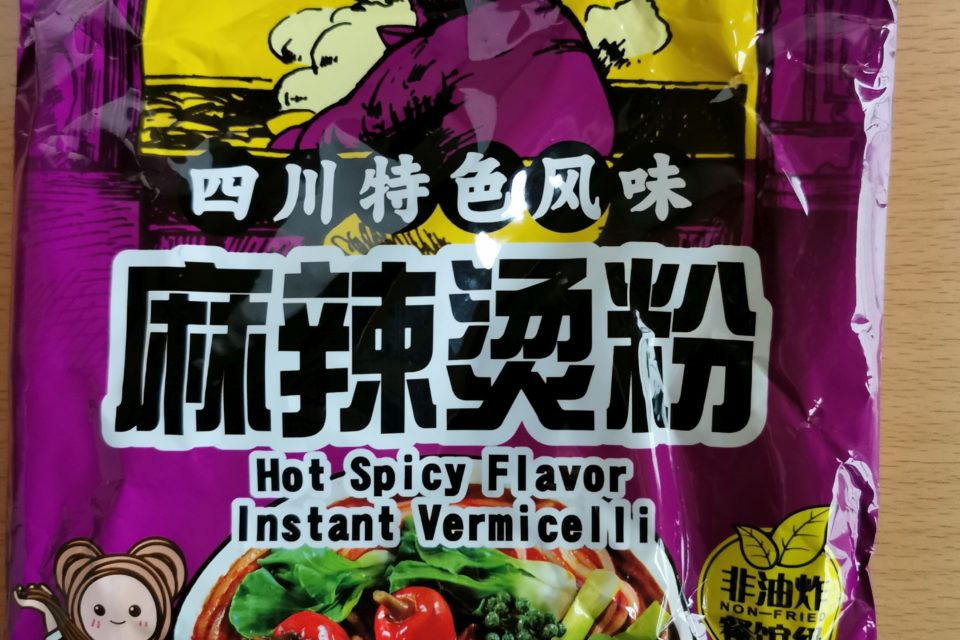 四川特色风味
麻辣烫粉
Hot Spicy Flavor
Instant Vermicelli
非油炸
NON-FRIED